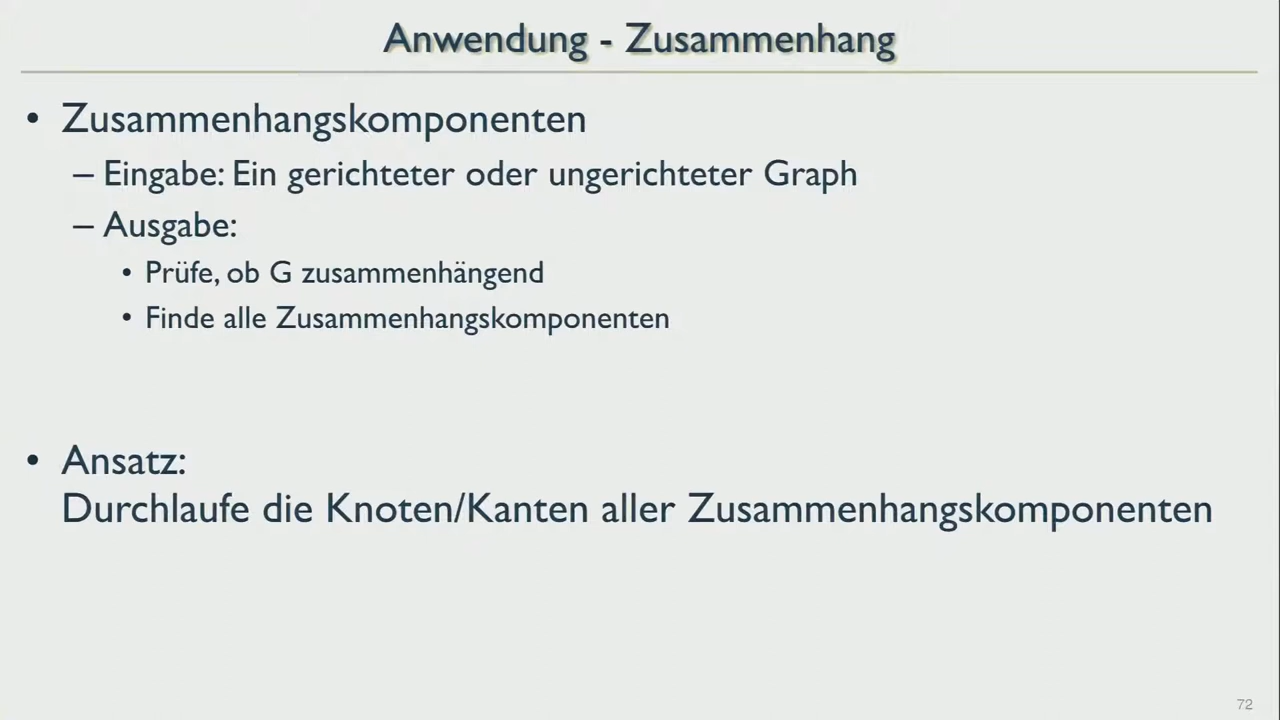 Anwendung - Zusammenhang
• Zusammenhangskomponenten
– Eingabe: Ein gerichteter oder ungerichteter Graph
– Ausgabe:
• Prüfe, ob G zusammenhängend
• Finde alle Zusammenhangskomponenten
• Ansatz:
Durchlaufe die Knoten/Kanten aller Zusammenhangskomponenten
72